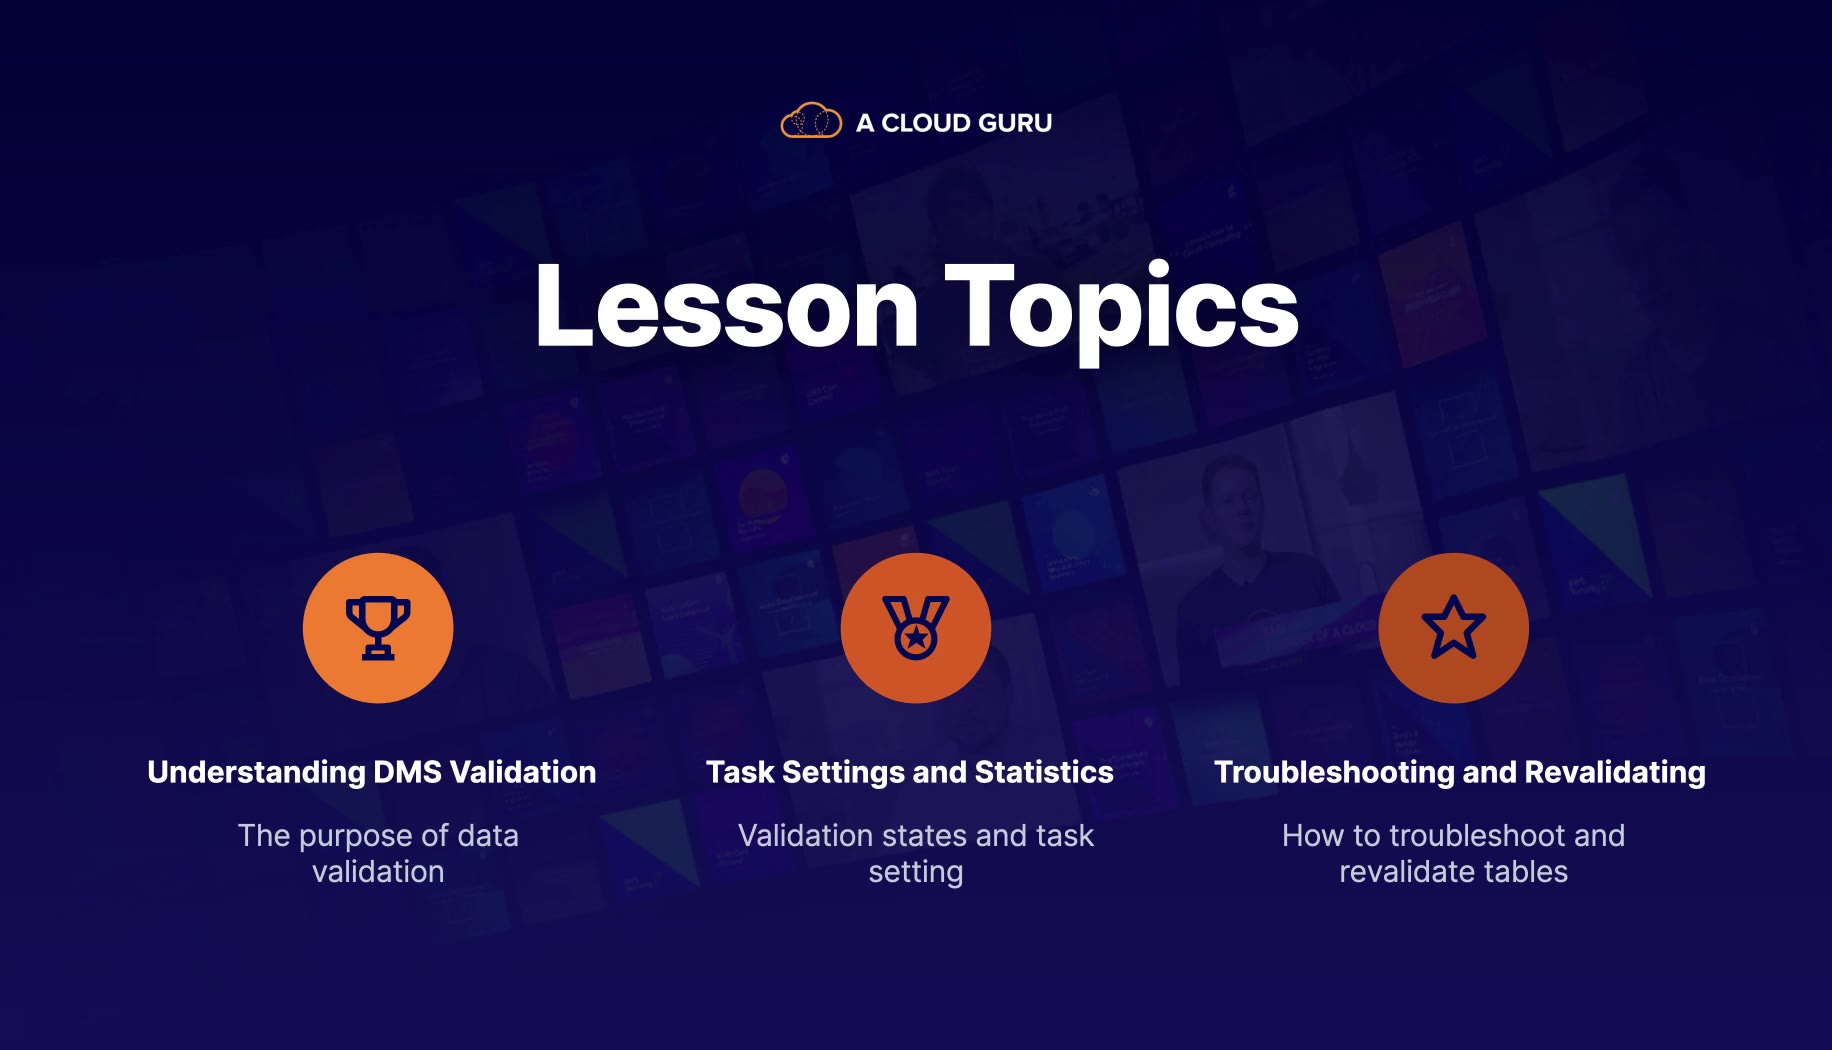 A CLOUD GURU
Lesson Topics
Understanding DMS Validation
The purpose of data
validation
Task Settings and Statistics
Validation states and task
setting
Troubleshooting and Revalidating
How to troubleshoot and
revalidate tables